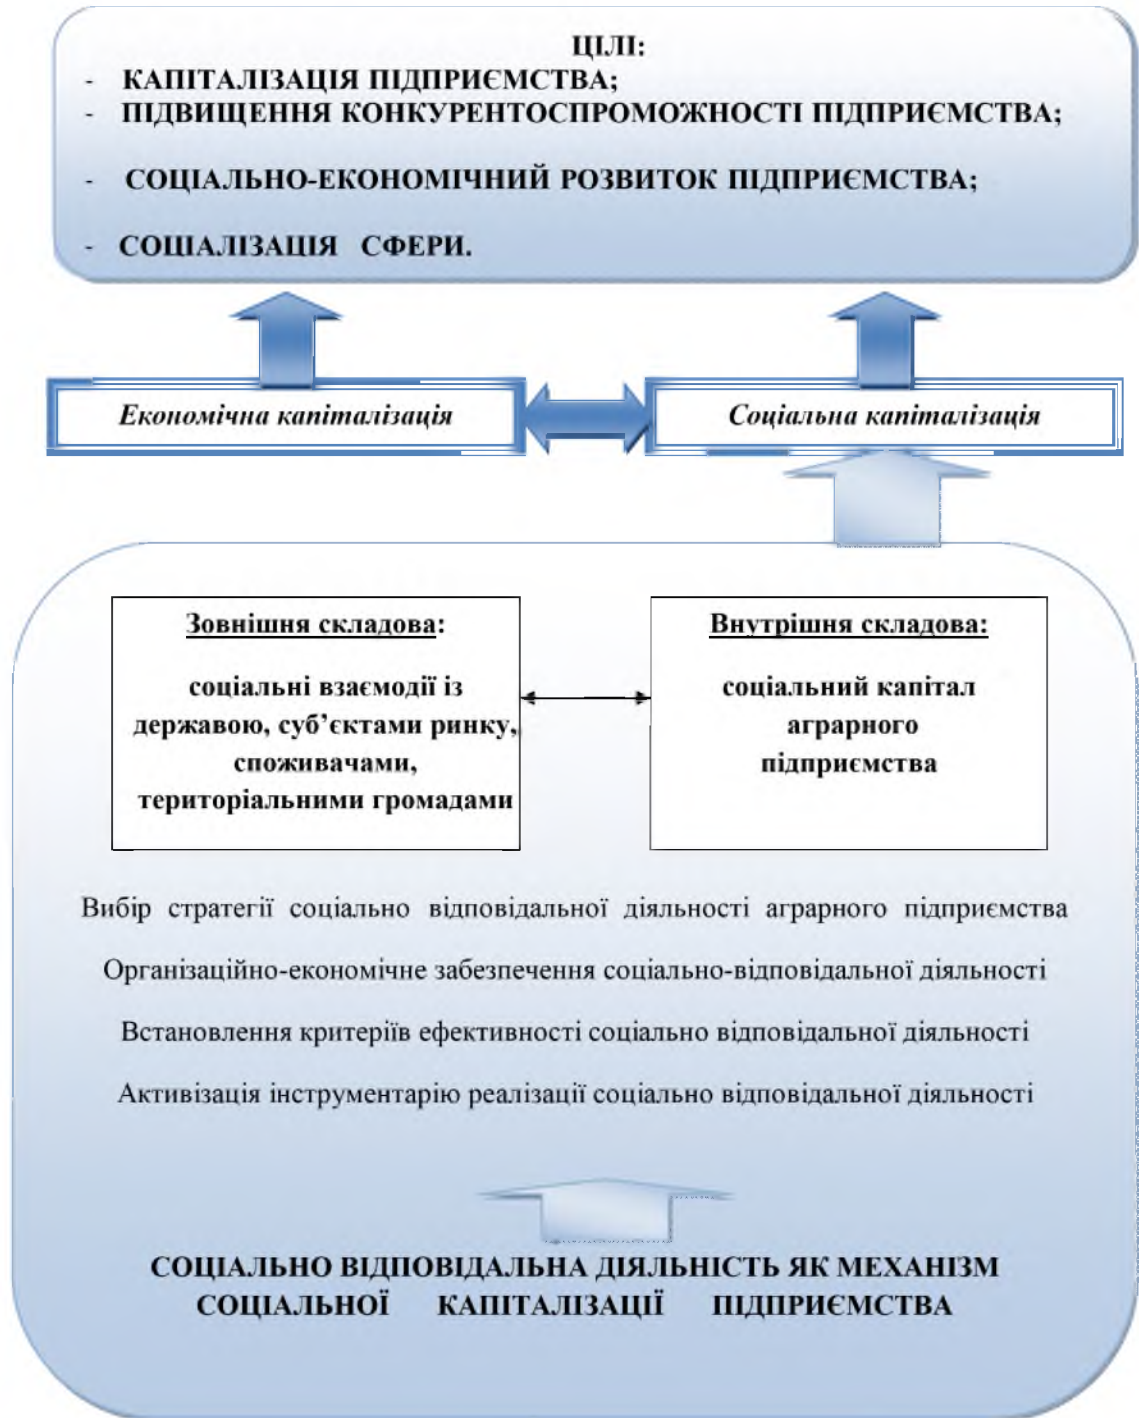 ЦІЛІ:
- КАПІТАЛІЗАЦІЯ ПІДПРИЄМСТВА;
- ПІДВИЩЕННЯ КОНКУРЕНТОСПРОМОЖНОСТІ ПІДПРИЄМСТВА;
- СОЦІАЛЬНО-ЕКОНОМІЧНИЙ РОЗВИТОК ПІДПРИЄМСТВА;
- СОЦІАЛІЗАЦІЯ СФЕРИ.
Економічна капіталізація
Соціальна капіталізація
Зовнішня складова:
соціальні взаємодії із
державою, суб’єктами ринку,
споживачами,
територіальними громадами
Внутрішня складова:
соціальний капітал
аграрного
підприємства
Вибір стратегії соціально відповідальної діяльності аграрного підприємства
Організаційно-економічне забезпечення соціально-відповідальної діяльності
Встановлення критеріїв ефективності соціально відповідальної діяльності
Активізація інструментарію реалізації соціально відповідальної діяльності
СОЦІАЛЬНО ВІДПОВІДАЛЬНА ДІЯЛЬНІСТЬ ЯК МЕХАНІЗМ
СОЦІАЛЬНОЇ КАПІТАЛІЗАЦІЇ ПІДПРИЄМСТВА